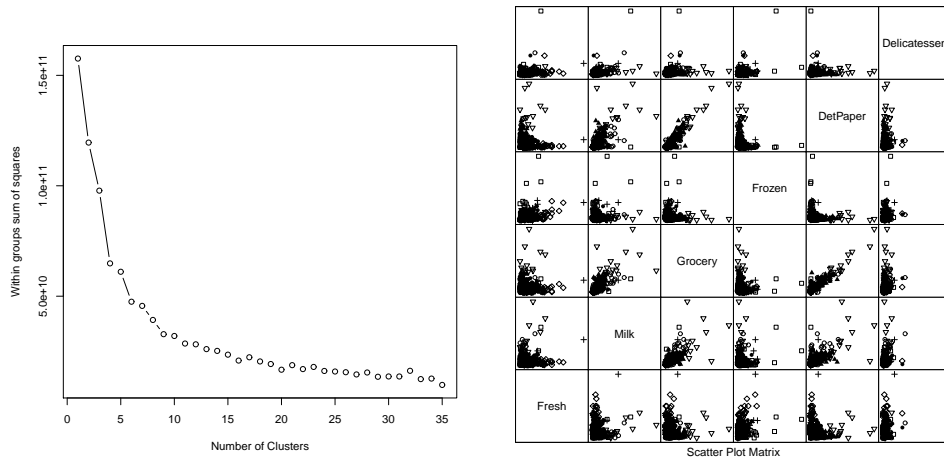 Within groups sum of squares
1.5e+11
1.0e+11
5.0e+10
0 5 10 15 20 25 30 35
Number of Clusters
Delicatessen
DetPaper
Frozen
Grocery
Milk
Fresh
Scatter Plot Matrix